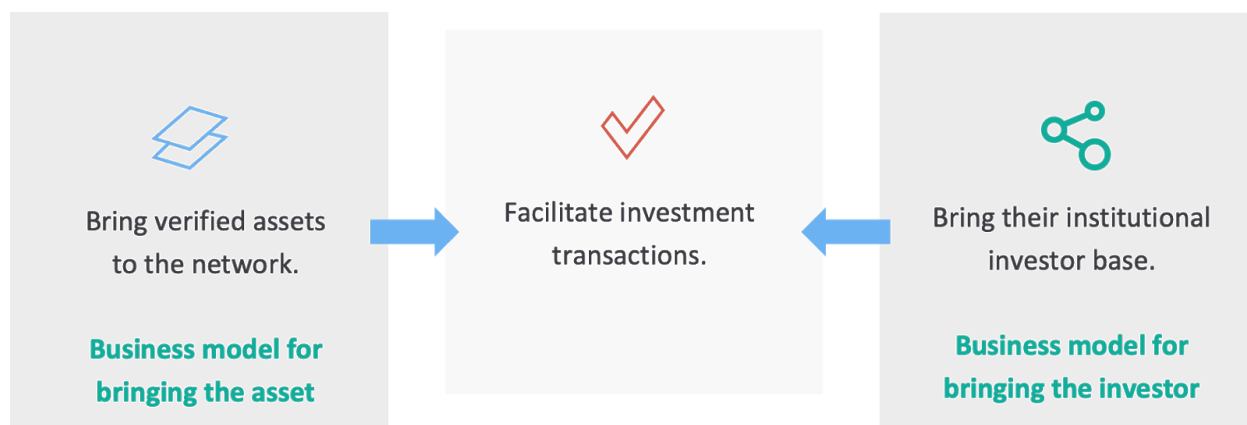 Bring verified assets
to the network.
Business model for
bringing the asset
Facilitate investment
transactions.
Bring their institutional
investor base.
Business model for
bringing the investor